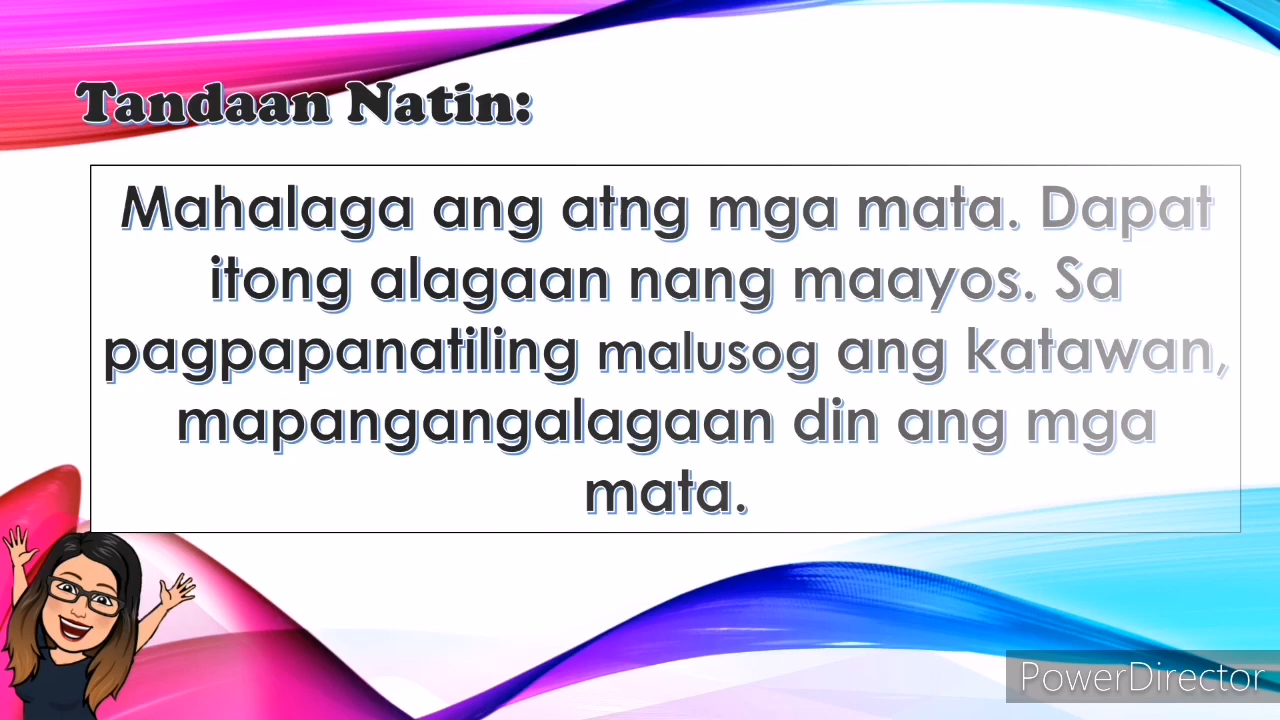 Tandaan Natin:
Mahalaga ang atng mga mata. Dapat
itong alagaan nang maayos. Sa
pagpapanatiling malusog ang katawan,
mapangangalagaan din ang mga
mata.
PowerDirector